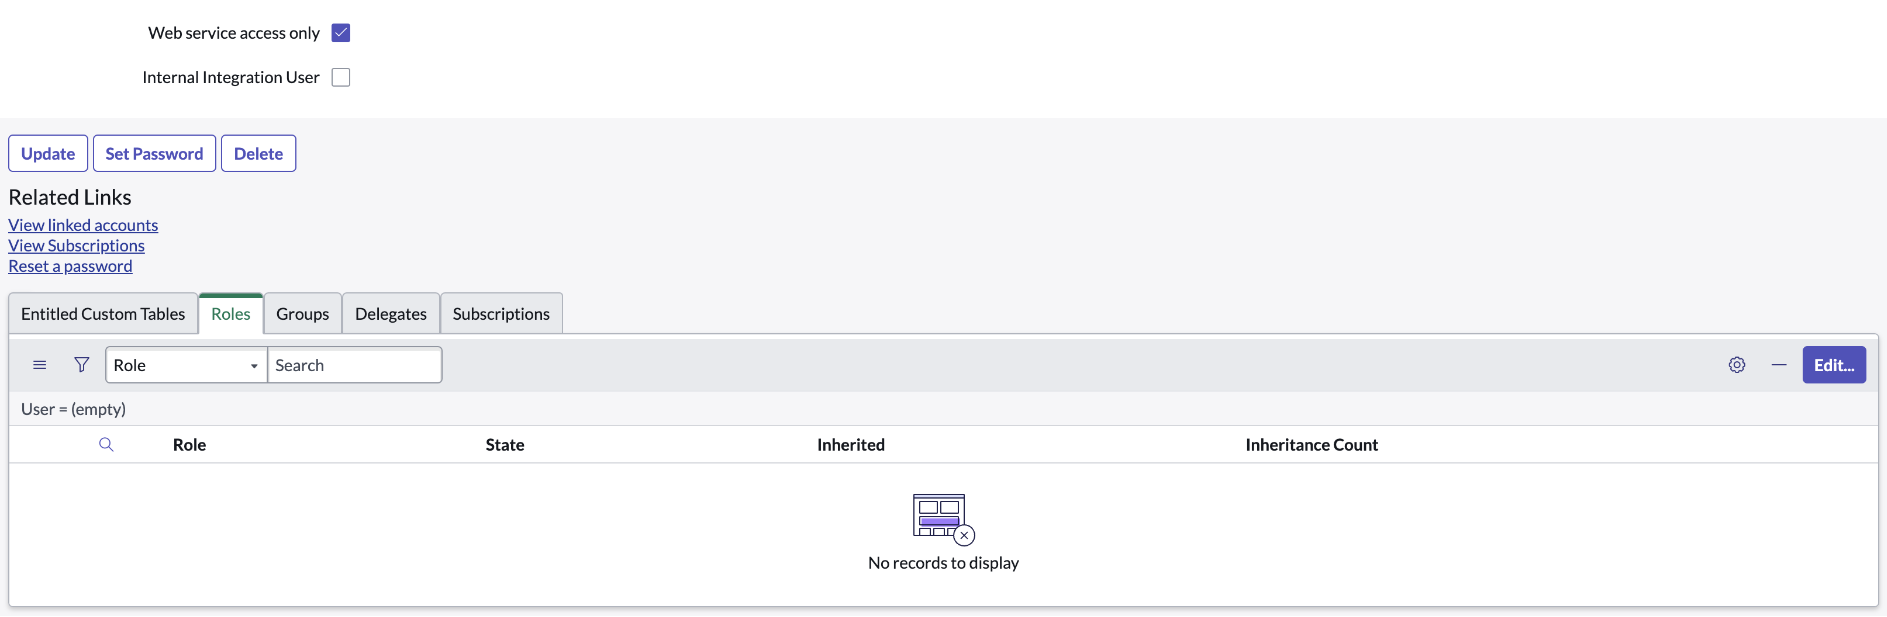 Web service access only
Internal Integration User
Update Set Password Delete
Related Links
View linked accounts
View Subscriptions
Reset a password
Entitled Custom Tables Roles Groups Delegates Subscriptions
Role Search Edit...
User = (empty)
Role State Inherited Inheritance Count
No records to display